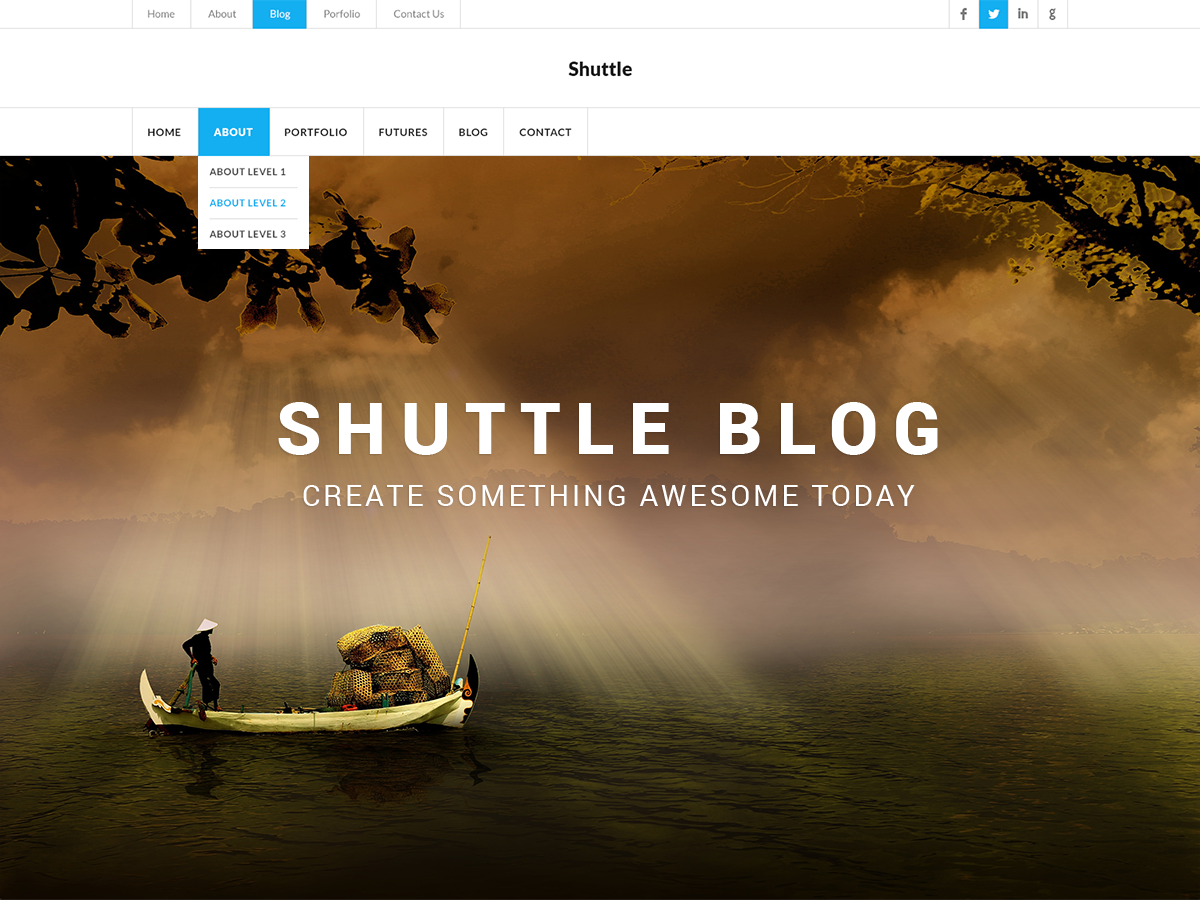 Home About Blog Porfolio Contact Us f in g
Shuttle
HOME ABOUT PORTFOLIO FUTURES BLOG CONTACT
ABOUT LEVEL 1
ABOUT LEVEL 2
ABOUT LEVEL 3
SHUTTLE BLOG
CREATE SOMETHING AWESOME TODAY